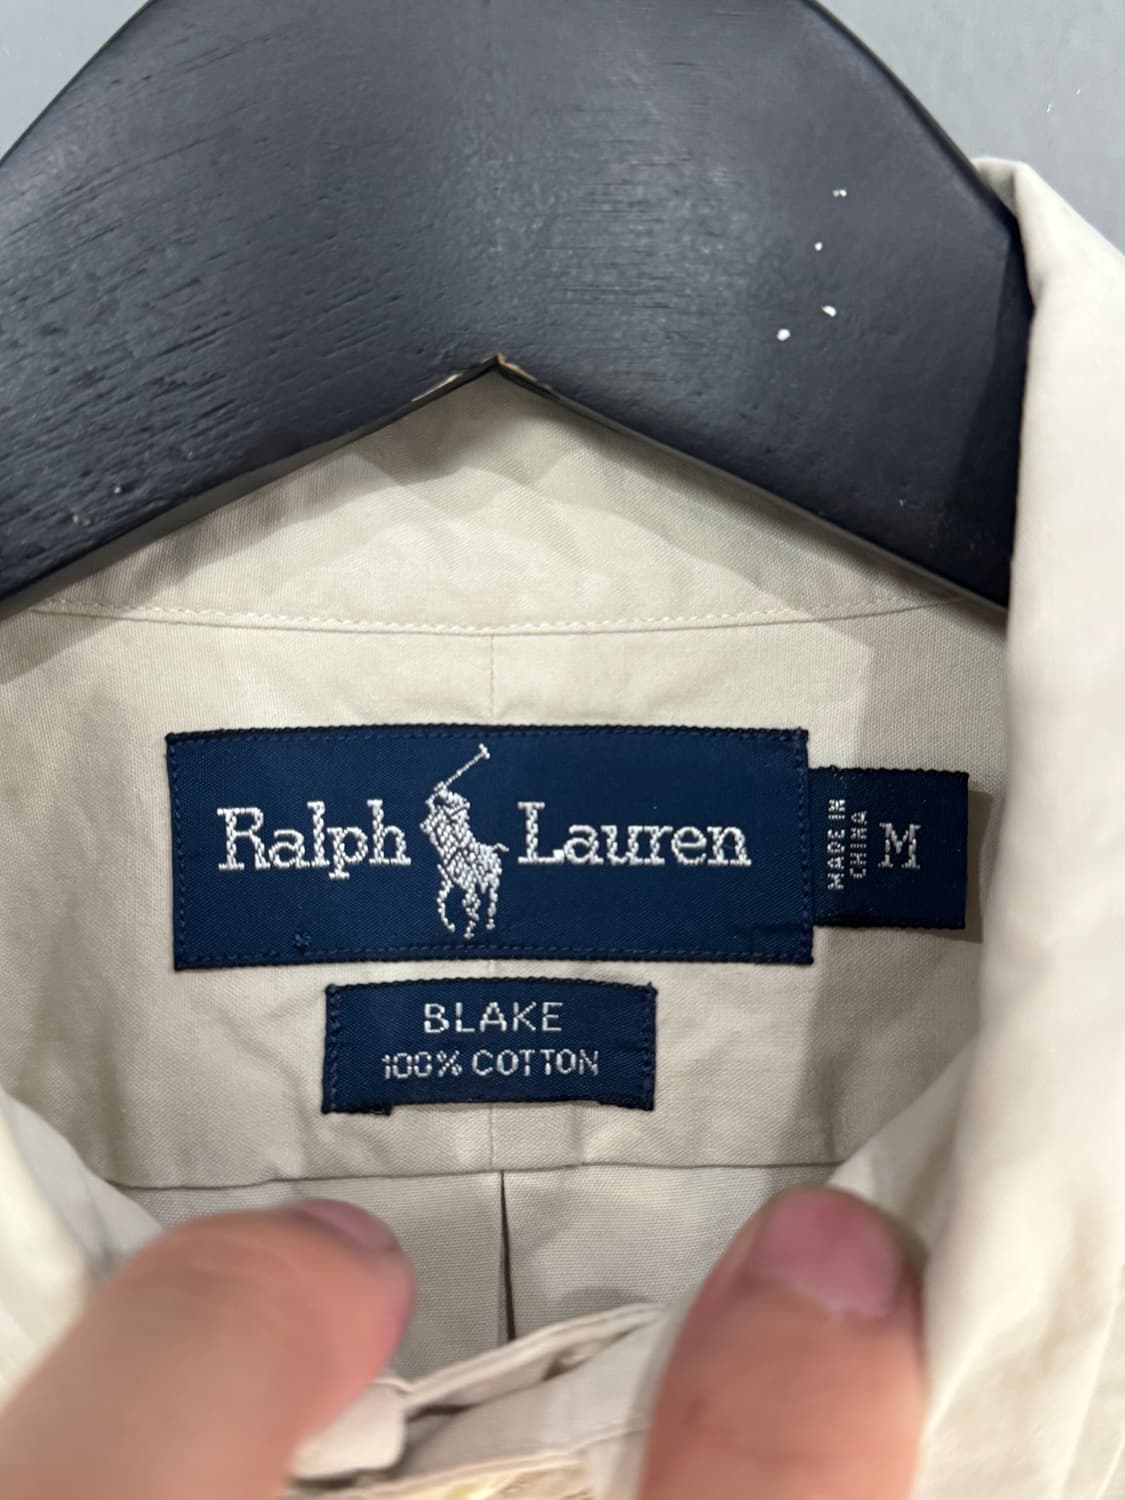 Ralph Lauren
MADE IN
CHINA
M
BLAKE
100% COTTON